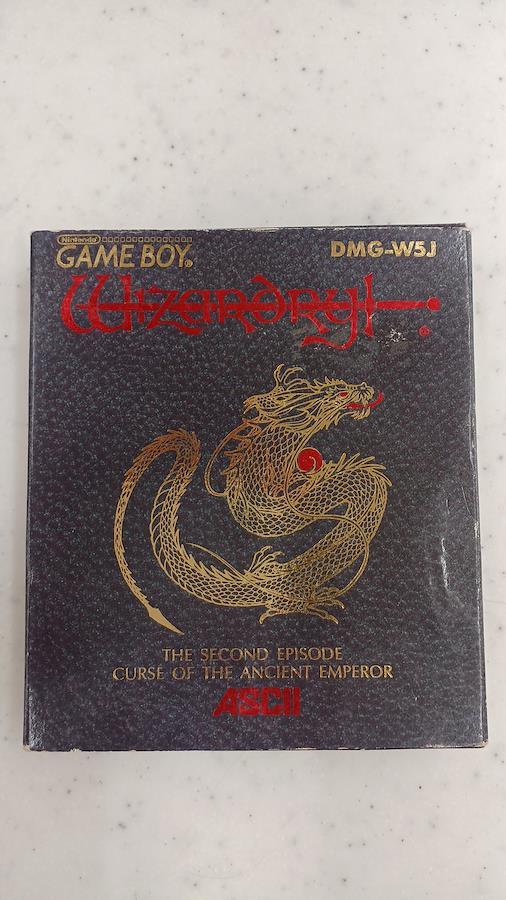 Nintendo
GAME BOY®
DMG-W5J
Wizardry®
THE SECOND EPISODE
CURSE OF THE ANCIENT EMPEROR
ASCII